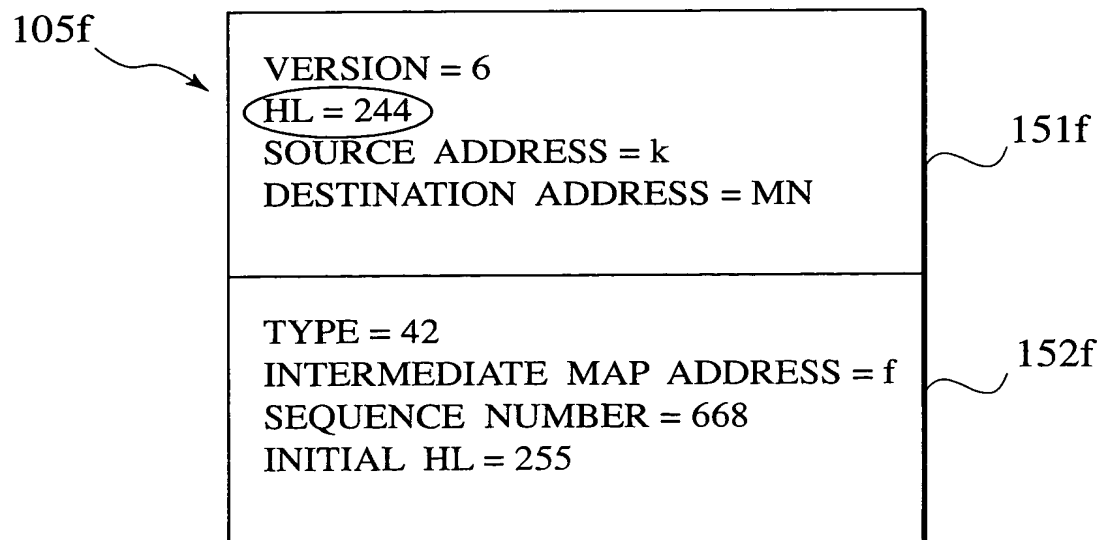 105f
VERSION = 6
HL = 244
SOURCE ADDRESS = k
DESTINATION ADDRESS = MN
151f
TYPE = 42
INTERMEDIATE MAP ADDRESS = f
SEQUENCE NUMBER = 668
INITIAL HL = 255
152f